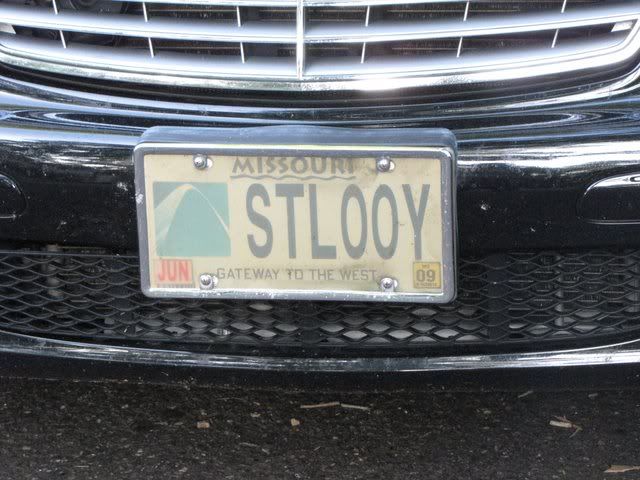 MISSOURI
STLOOY
JUN
GATEWAY TO THE WEST
09